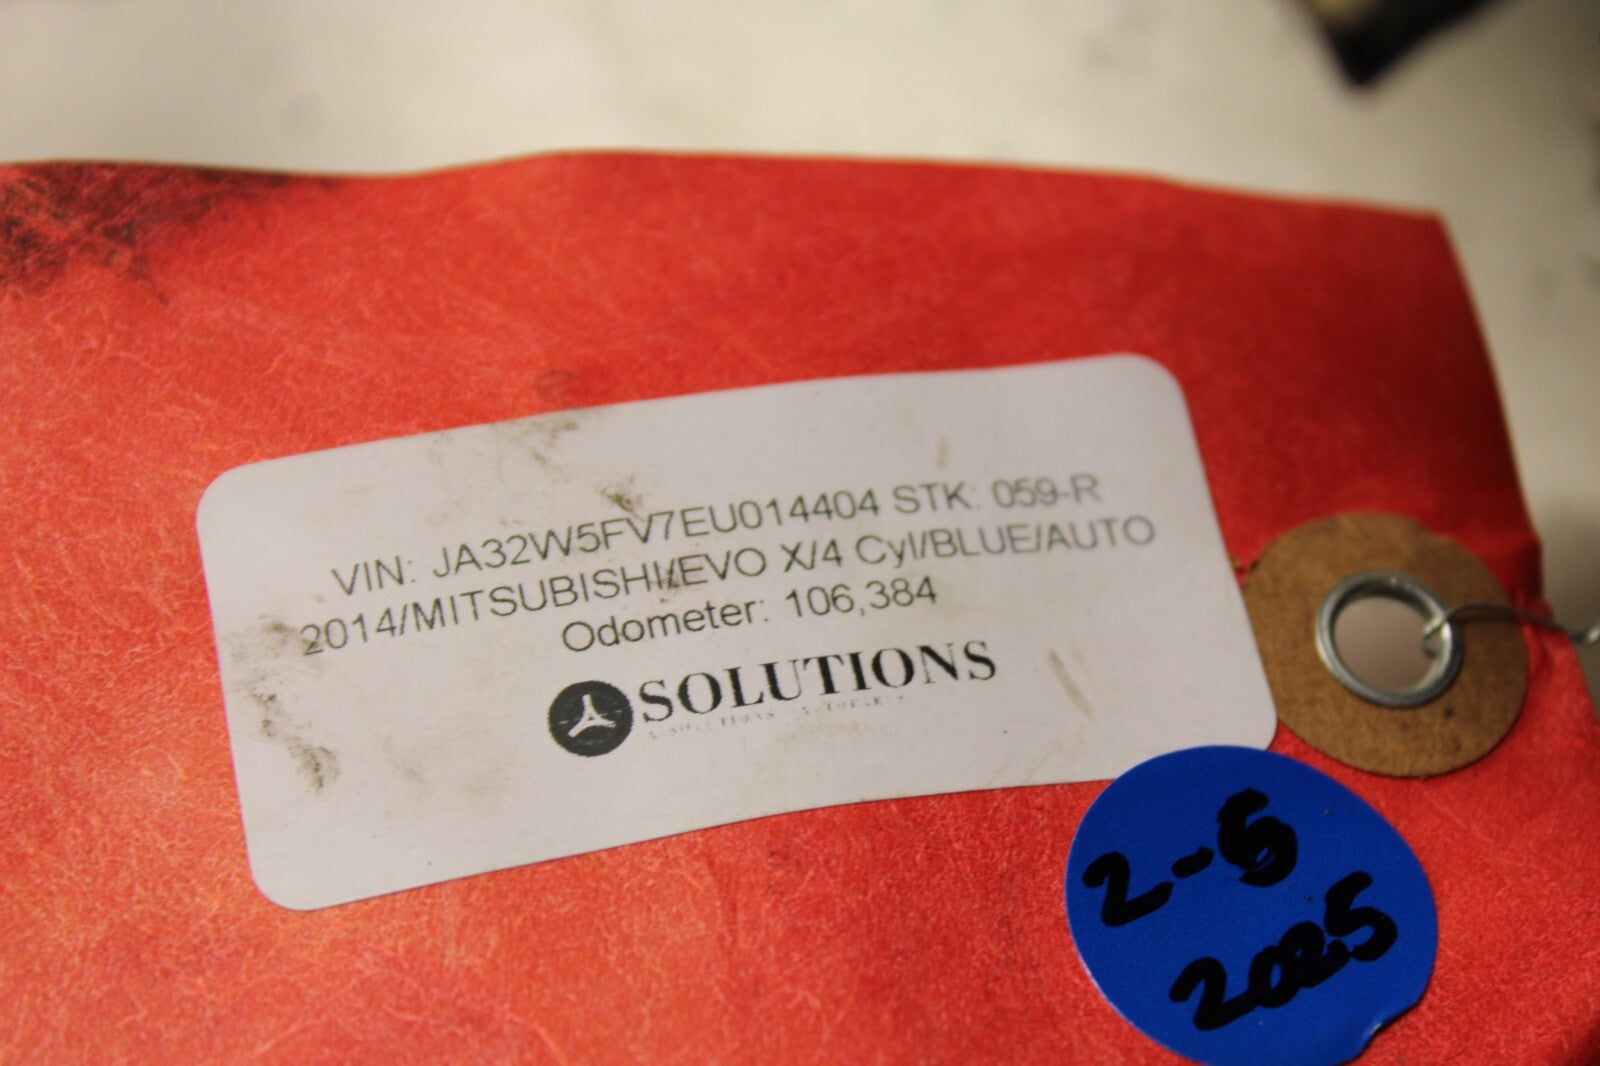 VIN: JA32W5FV7EU014404 STK: 059-R
2014/MITSUBISHI/EVO X/4 Cyl/BLUE/AUTO
Odometer: 106,384
SOLUTIONS
2-6
2025